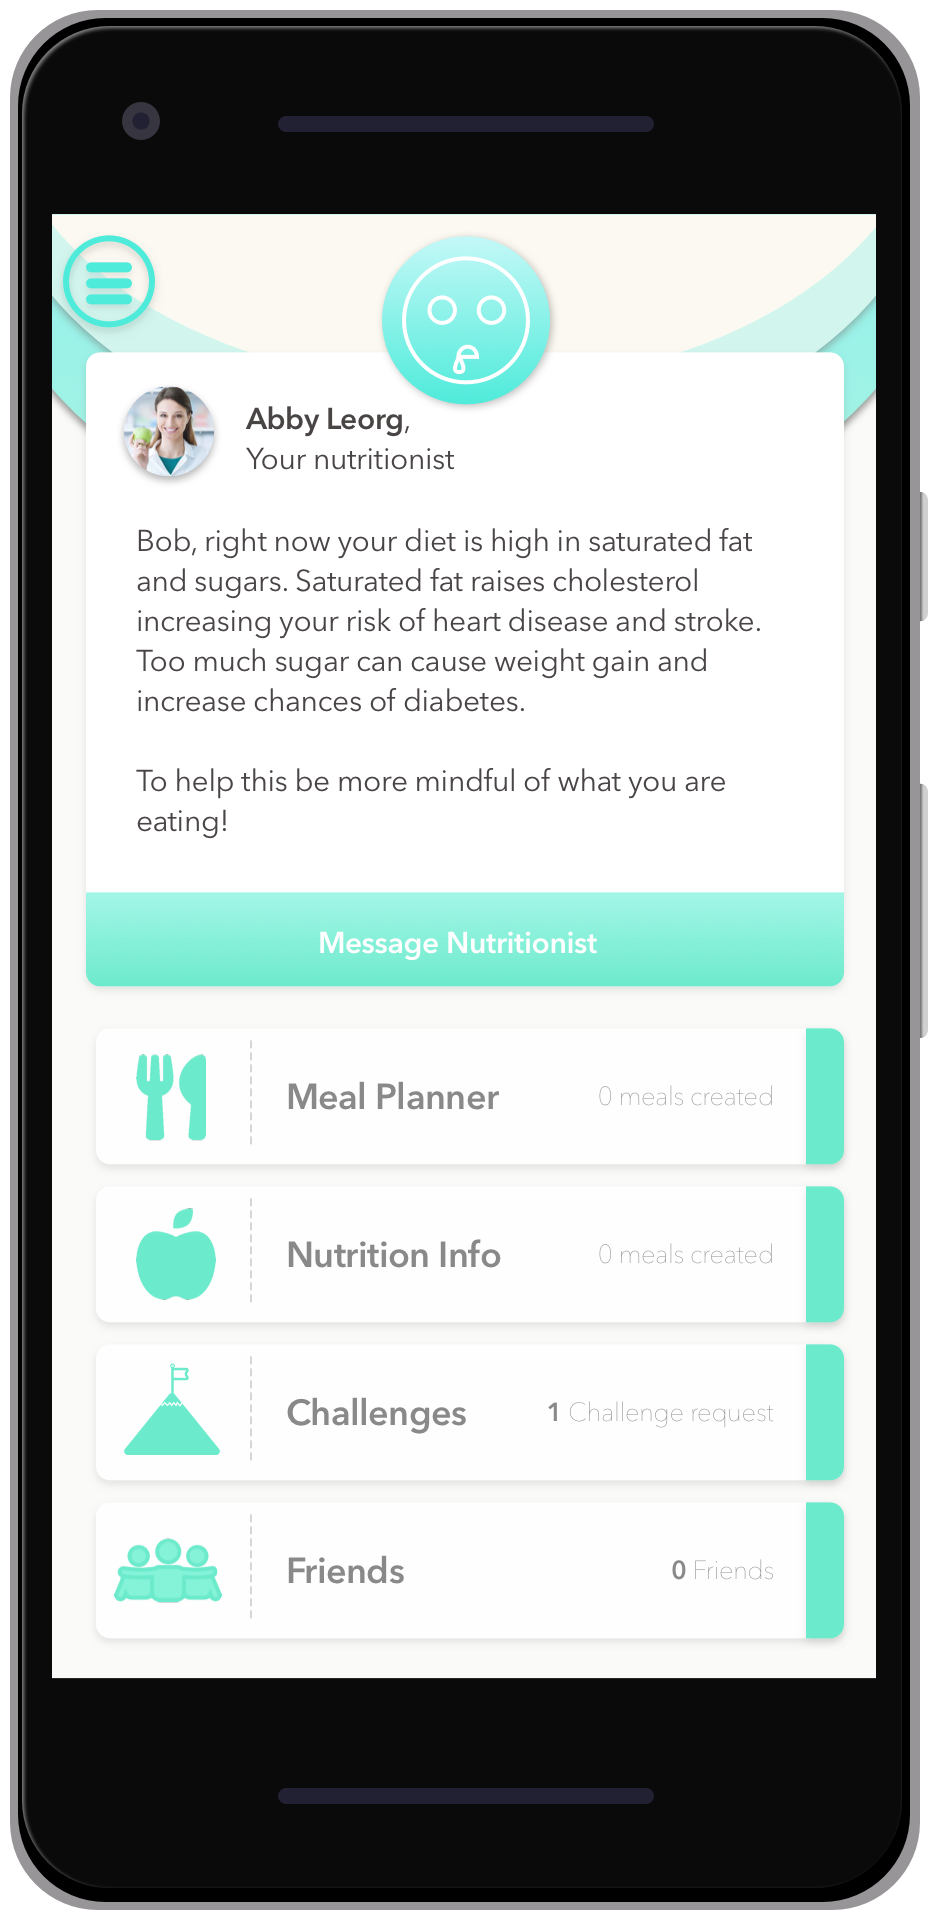 Abby Leorg,
Your nutritionist
Bob, right now your diet is high in saturated fat
and sugars. Saturated fat raises cholesterol
increasing your risk of heart disease and stroke.
Too much sugar can cause weight gain and
increase chances of diabetes.
To help this be more mindful of what you are
eating!
Message Nutritionist
Meal Planner 0 meals created
Nutrition Info 0 meals created
Challenges 1 Challenge request
Friends 0 Friends